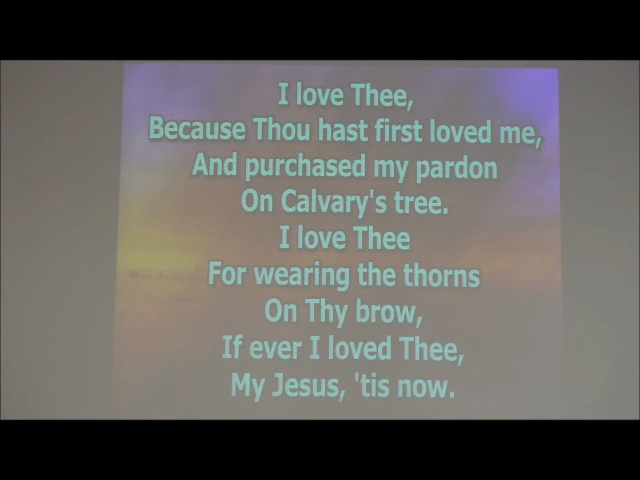 I love Thee,
Because Thou hast first loved me,
And purchased my pardon
On Calvary's tree.
I love Thee
For wearing the thorns
On Thy brow,
If ever I loved Thee,
My Jesus, 'tis now.